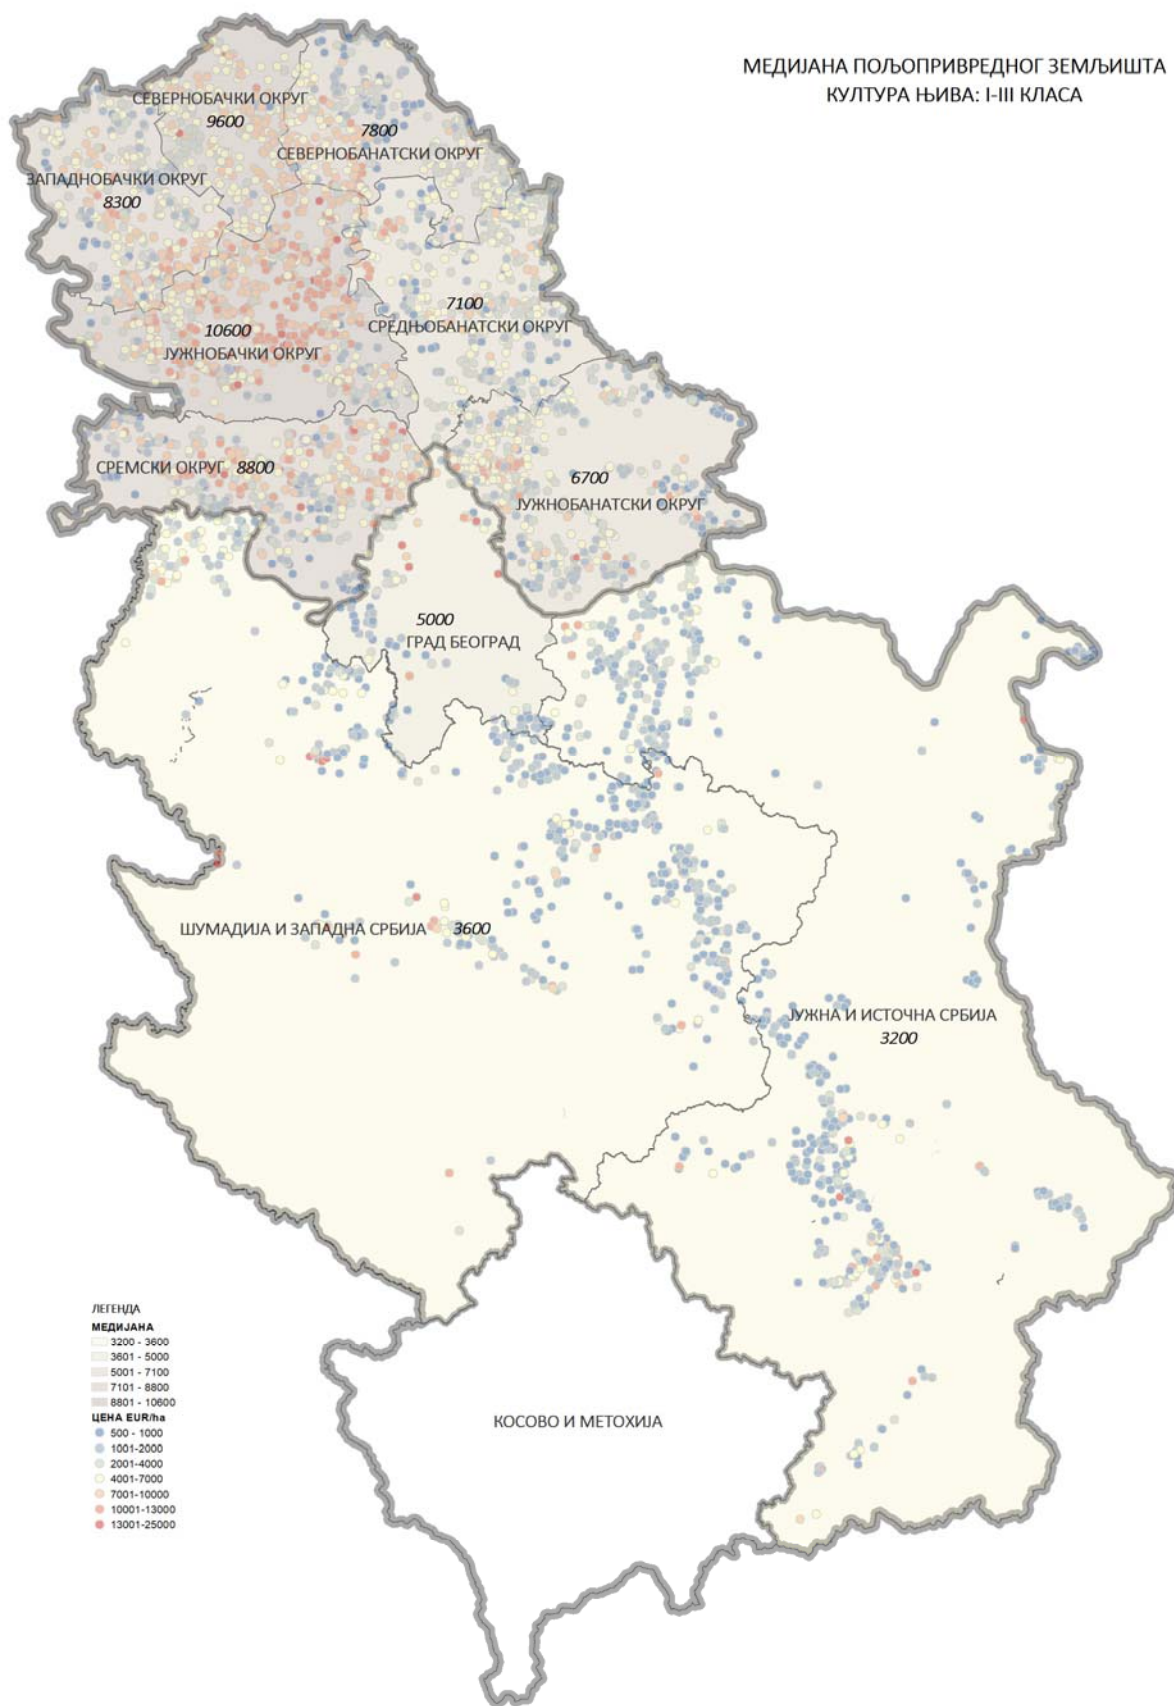 МЕДИЈАНА ПОЉОПРИВРЕДНОГ ЗЕМЉИШТА
КУЛТУРА ЊИВА: I-III КЛАСА
СЕВЕРНОБАЧКИ ОКРУГ
9600
7800
СЕВЕРНОБАНАТСКИ ОКРУГ
ЗАПАДНОБАЧКИ ОКРУГ
8300
7100
СРЕДЊОБАНАТСКИ ОКРУГ
10600
ЈУЖНОБАЧКИ ОКРУГ
СРЕМСКИ ОКРУГ 8800
6700
ЈУЖНОБАНАТСКИ ОКРУГ
5000
ГРАД БЕОГРАД
ШУМАДИЈА И ЗАПАДНА СРБИЈА 3600
ЈУЖНА И ИСТОЧНА СРБИЈА
3200
КОСОВО И МЕТОХИЈА
ЛЕГЕНДА
МЕДИЈАНА
3200 - 3600
3601 - 5000
5001 - 7100
7101 - 8800
8801 - 10600
ЦЕНА EUR/ha
500 - 1000
1001-2000
2001-4000
4001-7000
7001-10000
10001-13000
13001-25000